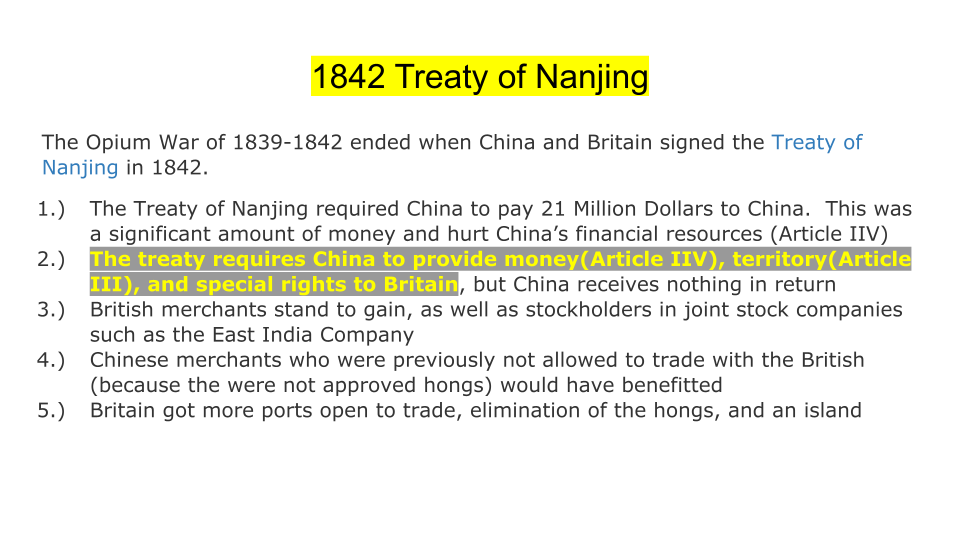 1842 Treaty of Nanjing
The Opium War of 1839-1842 ended when China and Britain signed the Treaty of
Nanjing in 1842.
1.) The Treaty of Nanjing required China to pay 21 Million Dollars to China.  This was
a significant amount of money and hurt China’s financial resources (Article IIV)
2.) The treaty requires China to provide money(Article IIV), territory(Article
III), and special rights to Britain, but China receives nothing in return
3.) British merchants stand to gain, as well as stockholders in joint stock companies
such as the East India Company
4.) Chinese merchants who were previously not allowed to trade with the British
(because the were not approved hongs) would have benefitted
5.) Britain got more ports open to trade, elimination of the hongs, and an island